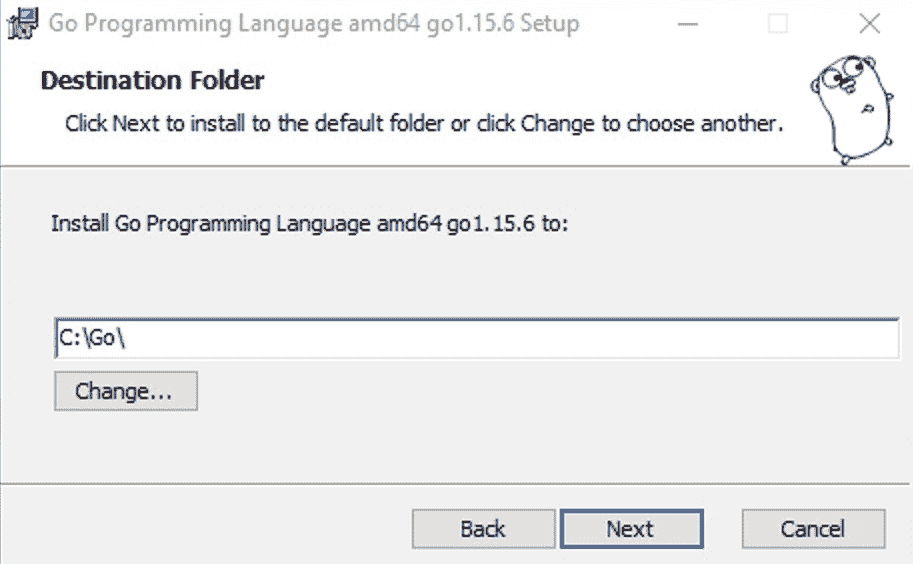 Go Programming Language amd64 go1.15.6 Setup
Destination Folder
Click Next to install to the default folder or click Change to choose another.
Install Go Programming Language amd64 go1.15.6 to:
C:\Go\
Change...
Back Next Cancel